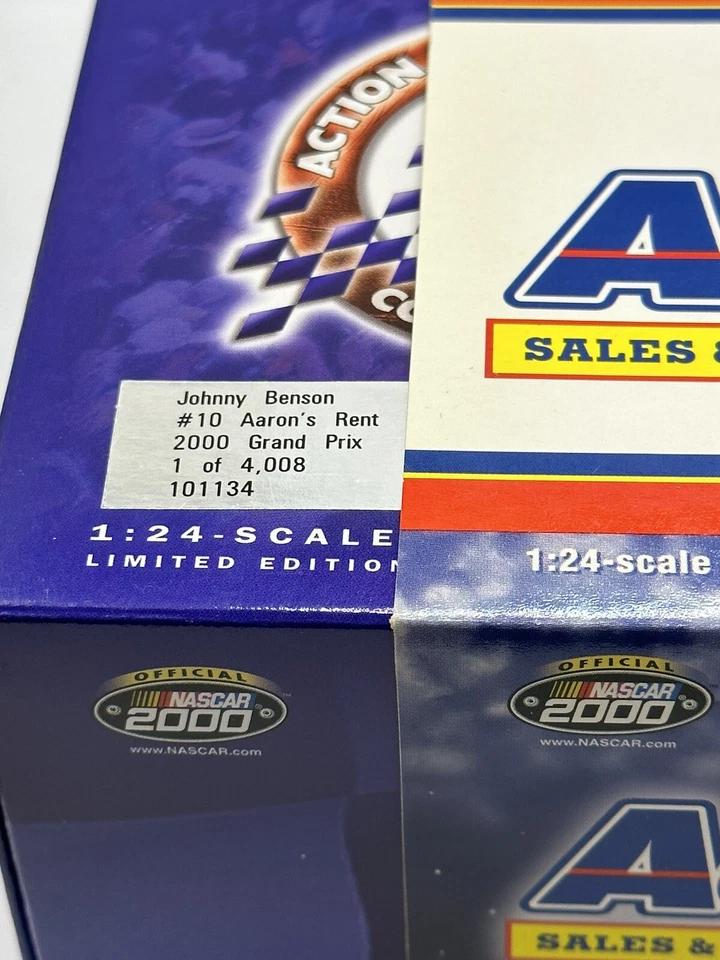 ACTION
CO
A
SALES &
Johnny Benson
#10 Aaron's Rent
2000 Grand Prix
1 of 4,008
101134
1:24-SCALE
LIMITED EDITION
1:24-scale
OFFICIAL
NASCAR
2000
www.NASCAR.com
OFFICIAL
NASCAR
2000
www.NASCAR.com
A
SALES &